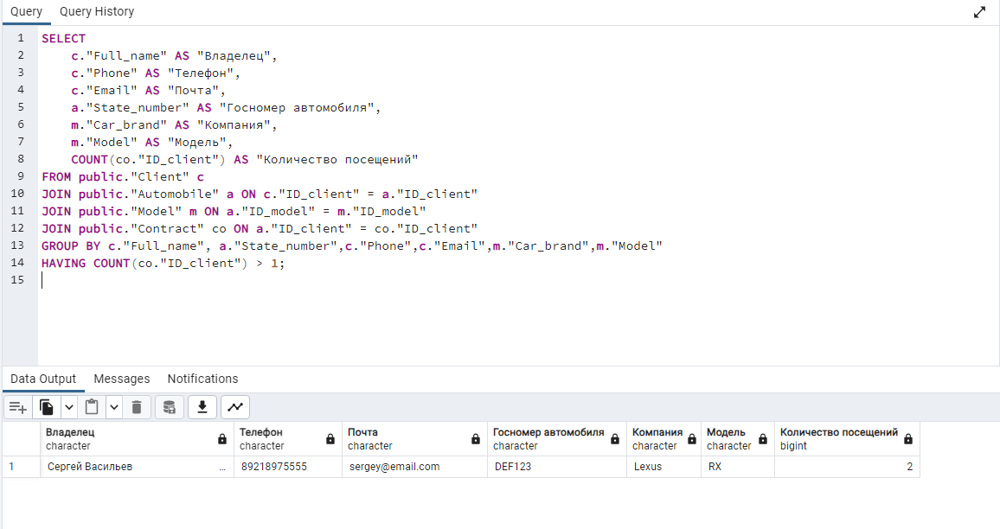 Query Query History
1 SELECT
2 c."Full_name" AS "Владелец",
3 c."Phone" AS "Телефон",
4 c."Email" AS "Почта",
5 a."State_number" AS "Госномер автомобиля",
6 m."Car_brand" AS "Компания",
7 m."Model" AS "Модель",
8 COUNT(co."ID_client") AS "Количество посещений"
9 FROM public."Client" c
10 JOIN public."Automobile" a ON c."ID_client" = a."ID_client"
11 JOIN public."Model" m ON a."ID_model" = m."ID_model"
12 JOIN public."Contract" co ON a."ID_client" = co."ID_client"
13 GROUP BY c."Full_name", a."State_number",c."Phone",c."Email",m."Car_brand",m."Model"
14 HAVING COUNT(co."ID_client") > 1;
15
Data Output Messages Notifications
Владелец Телефон Почта Госномер автомобиля Компания Модель Количество посещений
character character character character character character bigint
1 Сергей Васильев ... 89218975555 sergey@email.com DEF123 Lexus RX 2